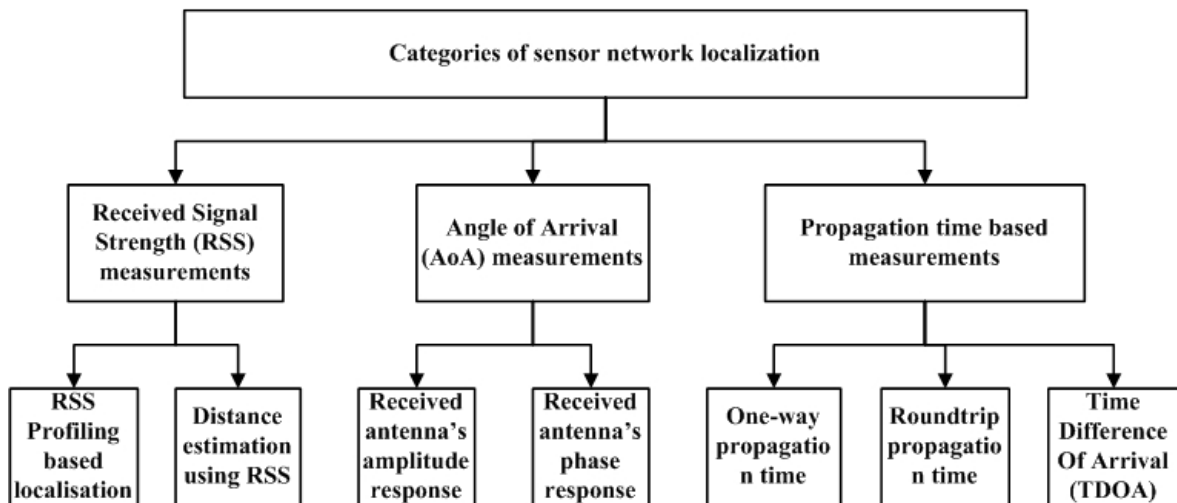 Categories of sensor network localization
Received Signal
Strength (RSS)
measurements
Angle of Arrival
(AoA) measurements
Propagation time based
measurements
RSS
Profiling
based
localisation
Distance
estimation
using RSS
Received
antenna's
amplitude
response
Received
antenna's
phase
response
One-way
propagatio
n time
Roundtrip
propagatio
n time
Time
Difference
Of Arrival
(TDOA)